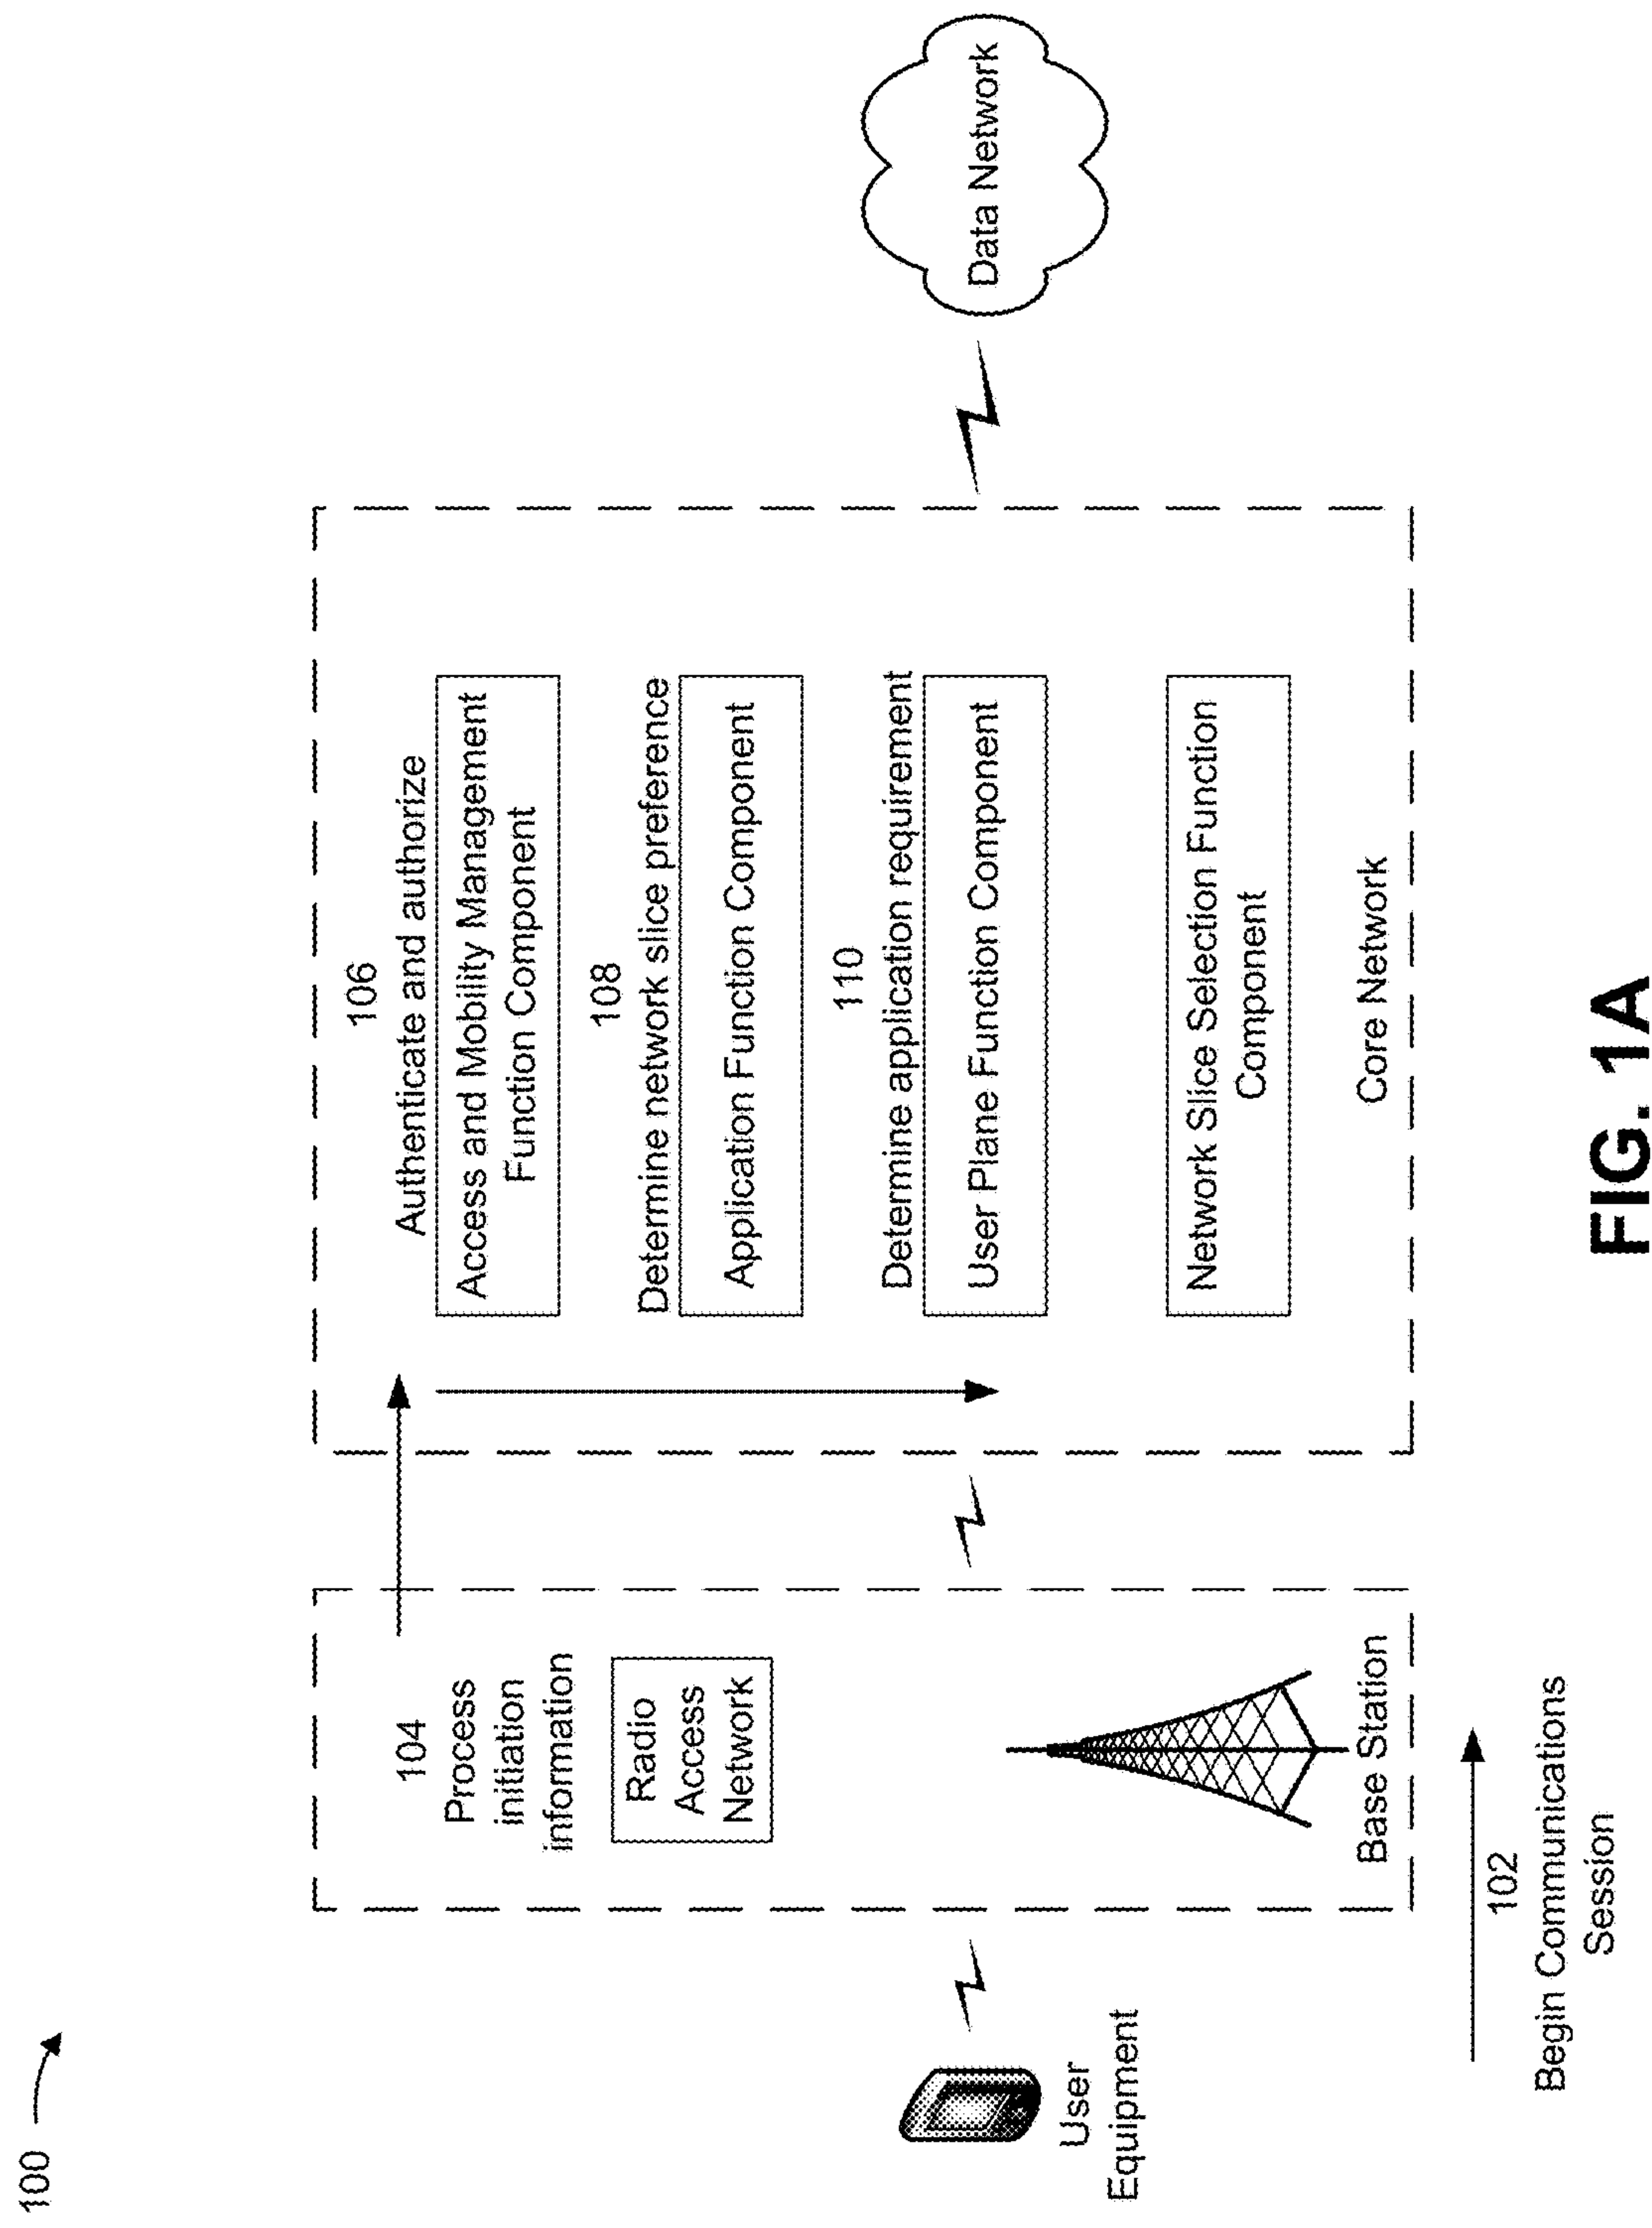 100
106
Authenticate and authorize
Access and Mobility Management
Function Component
104
Process
initiation
information
108
Determine network slice preference
Radio
Access
Network
Application Function Component
110
Determine application requirement
User Plane Function Component
Data Network
User
Equipment
Network Slice Selection Function
Component
Base Station
Core Network
102
Begin Communications
Session
FIG. 1A